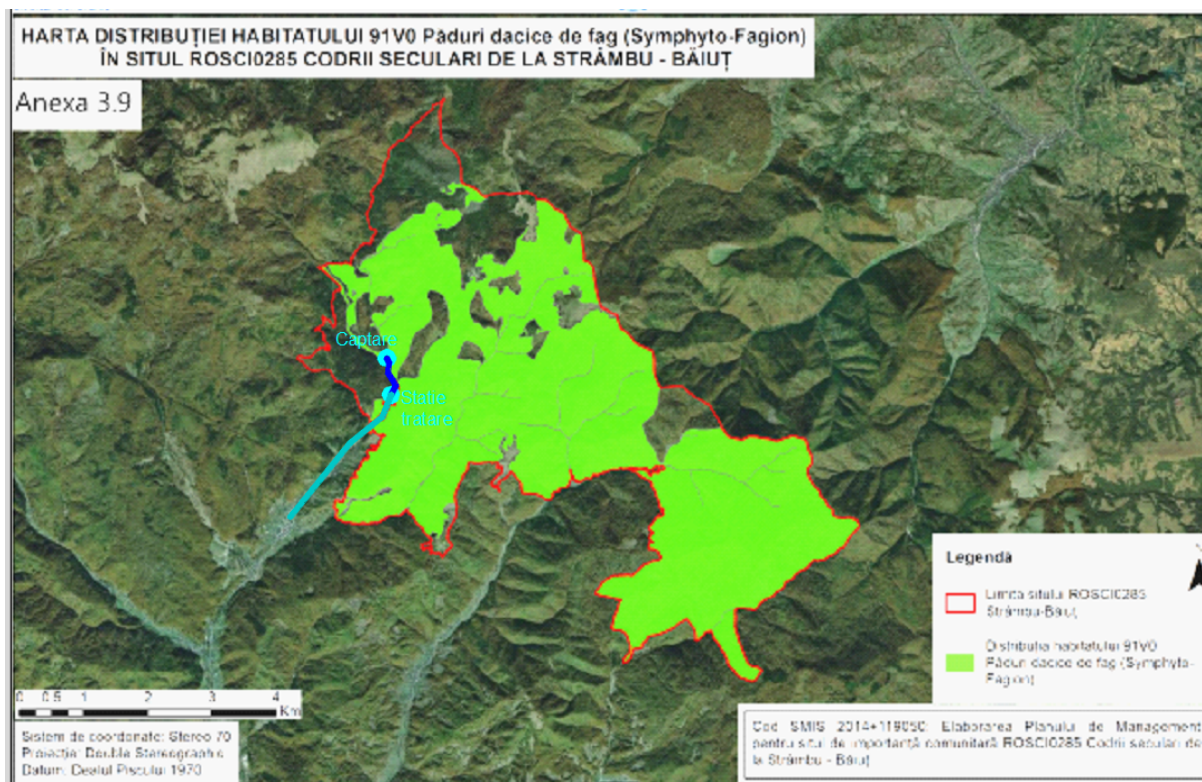 HARTA DISTRIBUȚIEI HABITATULUI 91V0 Păduri dacice de fag (Symphyto-Fagion)
ÎN SITUL ROSCI0285 CODRII SECULARI DE LA STRÂMBU - BĂIUȚ
Anexa 3.9
Captare
Statie
tratare
Legendă
Limita sitului ROSCI0285
Strâmbu-Băiuț
Distribuția habitatului 91V0
Păduri dacice de fag (Symphyto-
Fagion)
0 0.5 1 2 3 4
Km
Sistem de coordonate: Stereo 70
Proiecție: Double Stereographic
Datum: Dealul Piscului 1970
Cod SMIS 2014+119050: Elaborarea Planului de Management
pentru situl de importanță comunitară ROSCI0285 Codrii seculari de
la Strâmbu - Băiuț